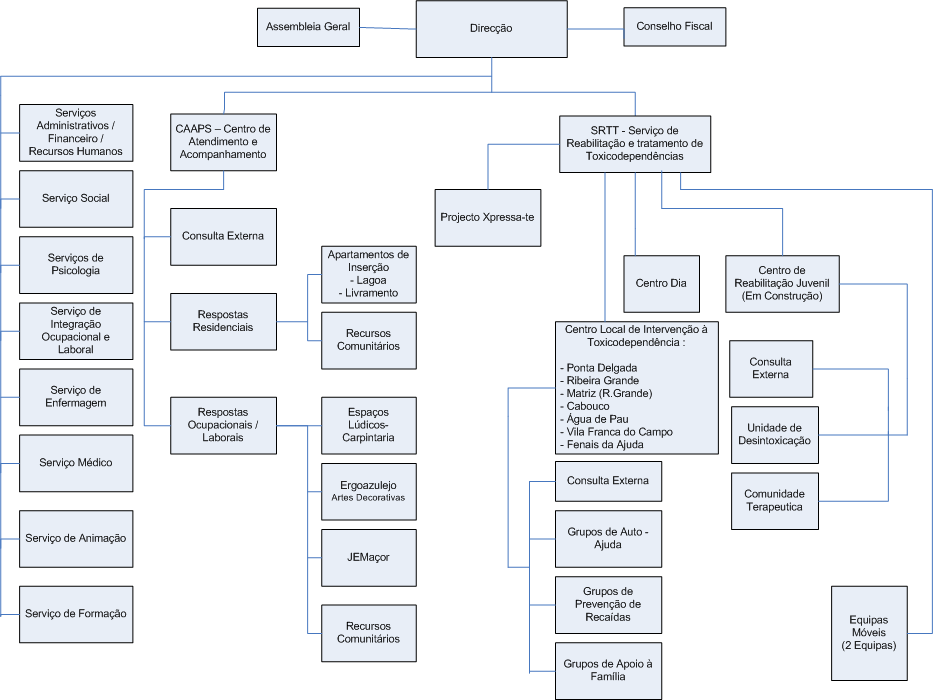 Assembleia Geral
Direcção
Conselho Fiscal
Serviços
Administrativos /
Financeiro /
Recursos Humanos
Serviço Social
Serviços de
Psicologia
Serviço de
Integração
Ocupacional e
Laboral
Serviço de
Enfermagem
Serviço Médico
Serviço de Animação
Serviço de Formação
CAAPS – Centro de
Atendimento e
Acompanhamento
Consulta Externa
Respostas
Residenciais
Apartamentos de
Inserção
- Lagoa
- Livramento
Recursos
Comunitários
Respostas
Ocupacionais /
Laborais
Espaços
Lúdicos-
Carpintaria
Ergoazulejo
Artes Decorativas
JEMaçor
Recursos
Comunitários
SRTT - Serviço de
Reabilitação e tratamento de
Toxicodependências
Projecto Xpressa-te
Centro Dia
Centro de
Reabilitação Juvenil
(Em Construção)
Centro Local de Intervenção à
Toxicodependência :
- Ponta Delgada
- Ribeira Grande
- Matriz (R.Grande)
- Cabouco
- Água de Pau
- Vila Franca do Campo
- Fenais da Ajuda
Consulta Externa
Grupos de Auto -
Ajuda
Grupos de
Prevenção de
Recaídas
Grupos de Apoio à
Família
Consulta
Externa
Unidade de
Desintoxicação
Comunidade
Terapeutica
Equipas
Móveis
(2 Equipas)